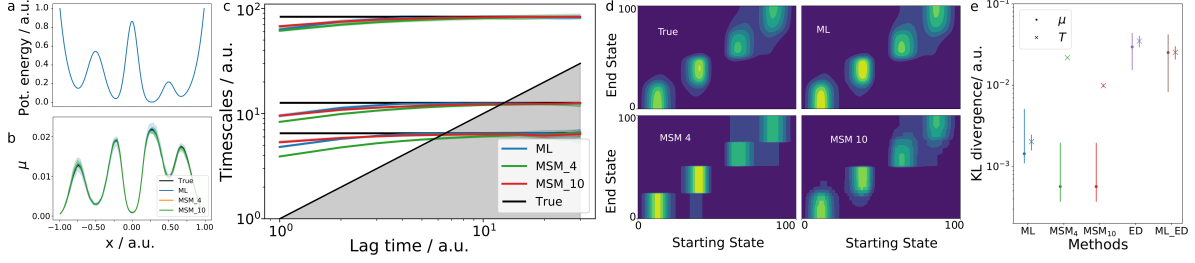 a
Pot. energy / a.u.
1.0
0.8
0.6
0.4
0.2
0.0
b
μ
0.02
0.01
0.00
True
ML
MSM_4
MSM_10
−1.00
−0.75
−0.50
−0.25
0.00
0.25
0.50
0.75
1.00
x / a.u.
c
Timescales / a.u.
10²
10¹
10⁰
ML
MSM_4
MSM_10
True
10⁰
10¹
Lag time / a.u.
d
End State
100
0
True
ML
End State
100
0
MSM 4
MSM 10
0
100
0
100
Starting State
Starting State
e
KL divergence/ a.u.
10⁻¹
10⁻²
10⁻³
μ
T
ML
MSM₄
MSM₁₀
ED
ML_ED
Methods